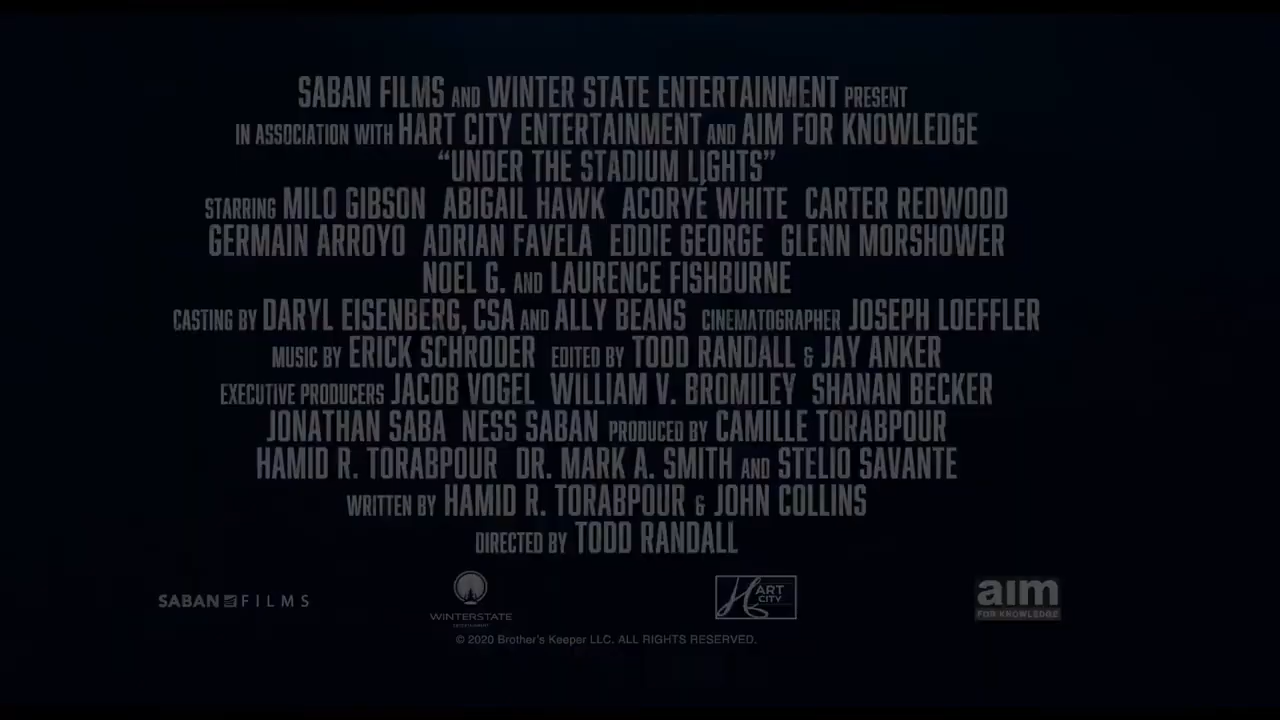 SABAN FILMS AND WINTER STATE ENTERTAINMENT PRESENT
IN ASSOCIATION WITH HART CITY ENTERTAINMENT AND AIM FOR KNOWLEDGE
“UNDER THE STADIUM LIGHTS”
STARRING MILO GIBSON ABIGAIL HAWK ACORYÉ WHITE CARTER REDWOOD
GERMAIN ARROYO ADRIAN FAVELA EDDIE GEORGE GLENN MORSHOWER
NOEL G. AND LAURENCE FISHBURNE
CASTING BY DARYL EISENBERG, CSA AND ALLY BEANS CINEMATOGRAPHER JOSEPH LOEFFLER
MUSIC BY ERICK SCHRODER EDITED BY TODD RANDALL & JAY ANKER
EXECUTIVE PRODUCERS JACOB VOGEL WILLIAM V. BROMILEY SHANAN BECKER
JONATHAN SABA NESS SABAN PRODUCED BY CAMILLE TORABPOUR
HAMID R. TORABPOUR DR. MARK A. SMITH AND STELIO SAVANTE
WRITTEN BY HAMID R. TORABPOUR & JOHN COLLINS
DIRECTED BY TODD RANDALL
SABAN FILMS
WINTERSTATE
ENTERTAINMENT
HART CITY
aim
FOR KNOWLEDGE
© 2020 Brother's Keeper LLC. ALL RIGHTS RESERVED.